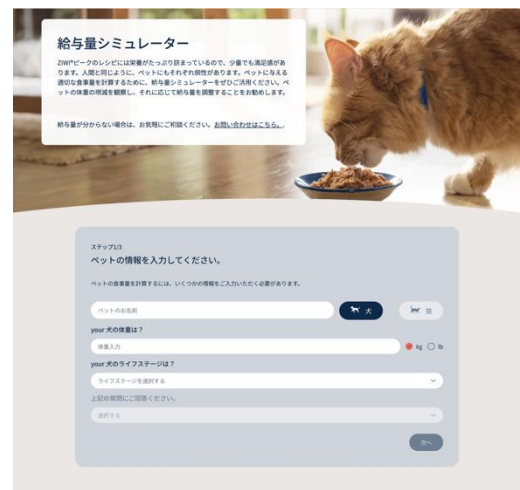 給与量シミュレーター
ZIWI®ピークのレシピには栄養がたっぷり詰まっているので、少量でも満足感があ
ります。人間と同じように、ペットにもそれぞれ個性があります。ペットに与える
適切な食事量を計算するために、給与量シミュレーターをぜひご活用ください。ペ
ットの体重の増減を観察し、それに応じて給与量を調整することをお勧めします。
給与量が分からない場合は、お気軽にご相談ください。お問い合わせはこちら。.
ステップ1/3
ペットの情報を入力してください。
ペットの食事量を計算するには、いくつかの情報をご入力いただく必要があります。
ペットのお名前
犬
猫
your 犬の体重は？
体重入力
kg
lb
your 犬のライフステージは？
ライフステージを選択する
上記の質問にご回答ください。
選択する
次へ